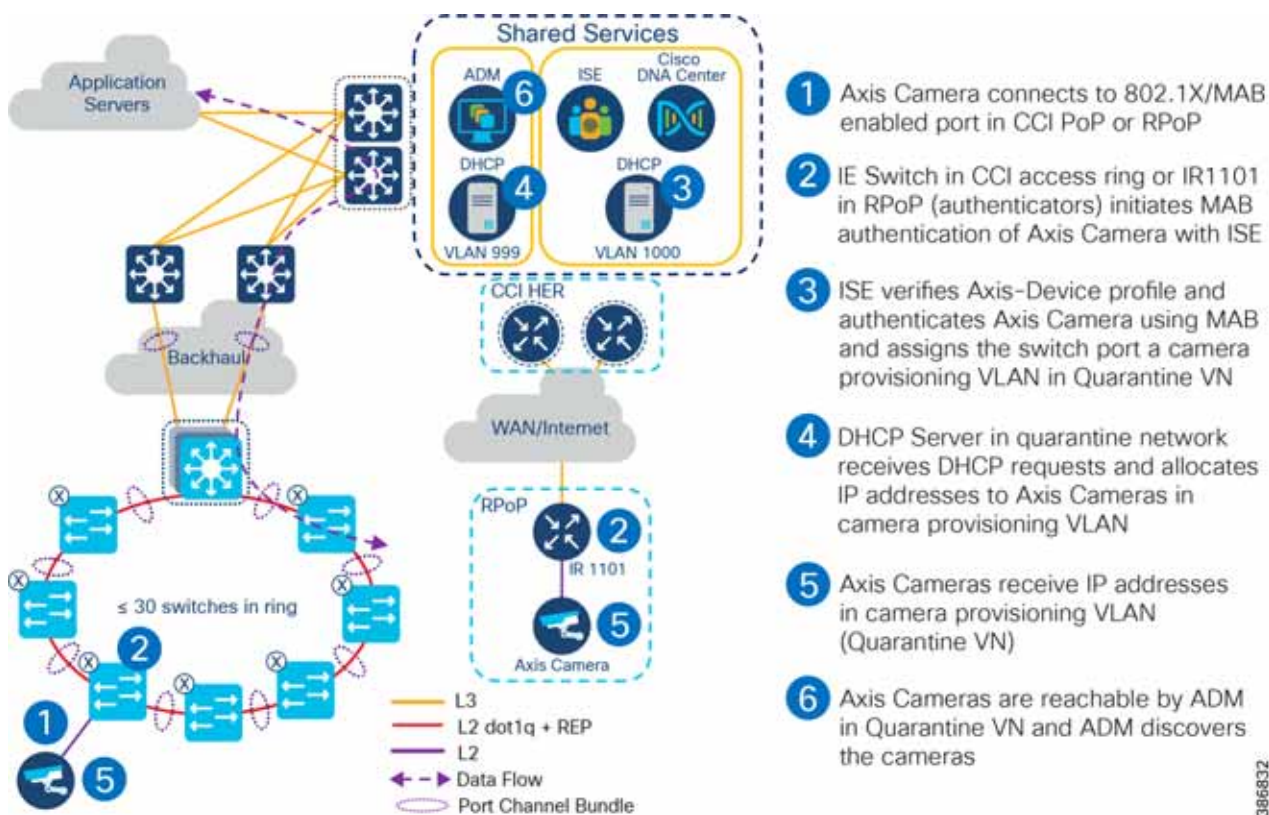 Shared Services
Application
Servers
ADM
6
ISE
Cisco
DNA Center
DHCP
4
DHCP
3
VLAN 999
VLAN 1000
CCI HER
Backhaul
WAN/Internet
RPoP
2
IR 1101
5
Axis Camera
X
X
X
X
X
X
X
≤ 30 switches in ring
2
1
5
L3
L2 dot1q + REP
L2
Data Flow
Port Channel Bundle
1 Axis Camera connects to 802.1X/MAB
enabled port in CCI PoP or RPoP
2 IE Switch in CCI access ring or IR1101
in RPoP (authenticators) initiates MAB
authentication of Axis Camera with ISE
3 ISE verifies Axis-Device profile and
authenticates Axis Camera using MAB
and assigns the switch port a camera
provisioning VLAN in Quarantine VN
4 DHCP Server in quarantine network
receives DHCP requests and allocates
IP addresses to Axis Cameras in
camera provisioning VLAN
5 Axis Cameras receive IP addresses
in camera provisioning VLAN
(Quarantine VN)
6 Axis Cameras are reachable by ADM
in Quarantine VN and ADM discovers
the cameras
386832